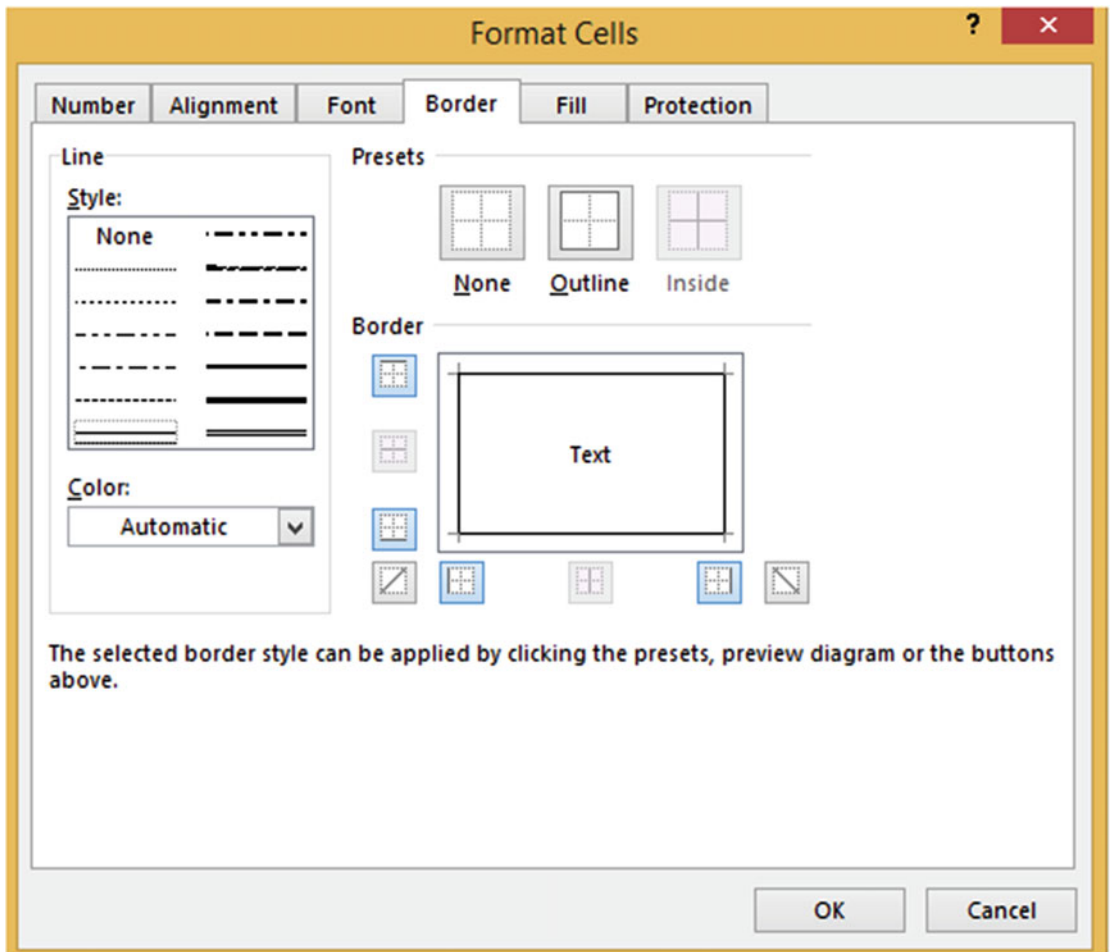 Format Cells
?
Number Alignment Font Border Fill Protection
Line
Style:
None
Color:
Automatic
Presets
None Outline Inside
Border
Text
The selected border style can be applied by clicking the presets, preview diagram or the buttons
above.
OK Cancel